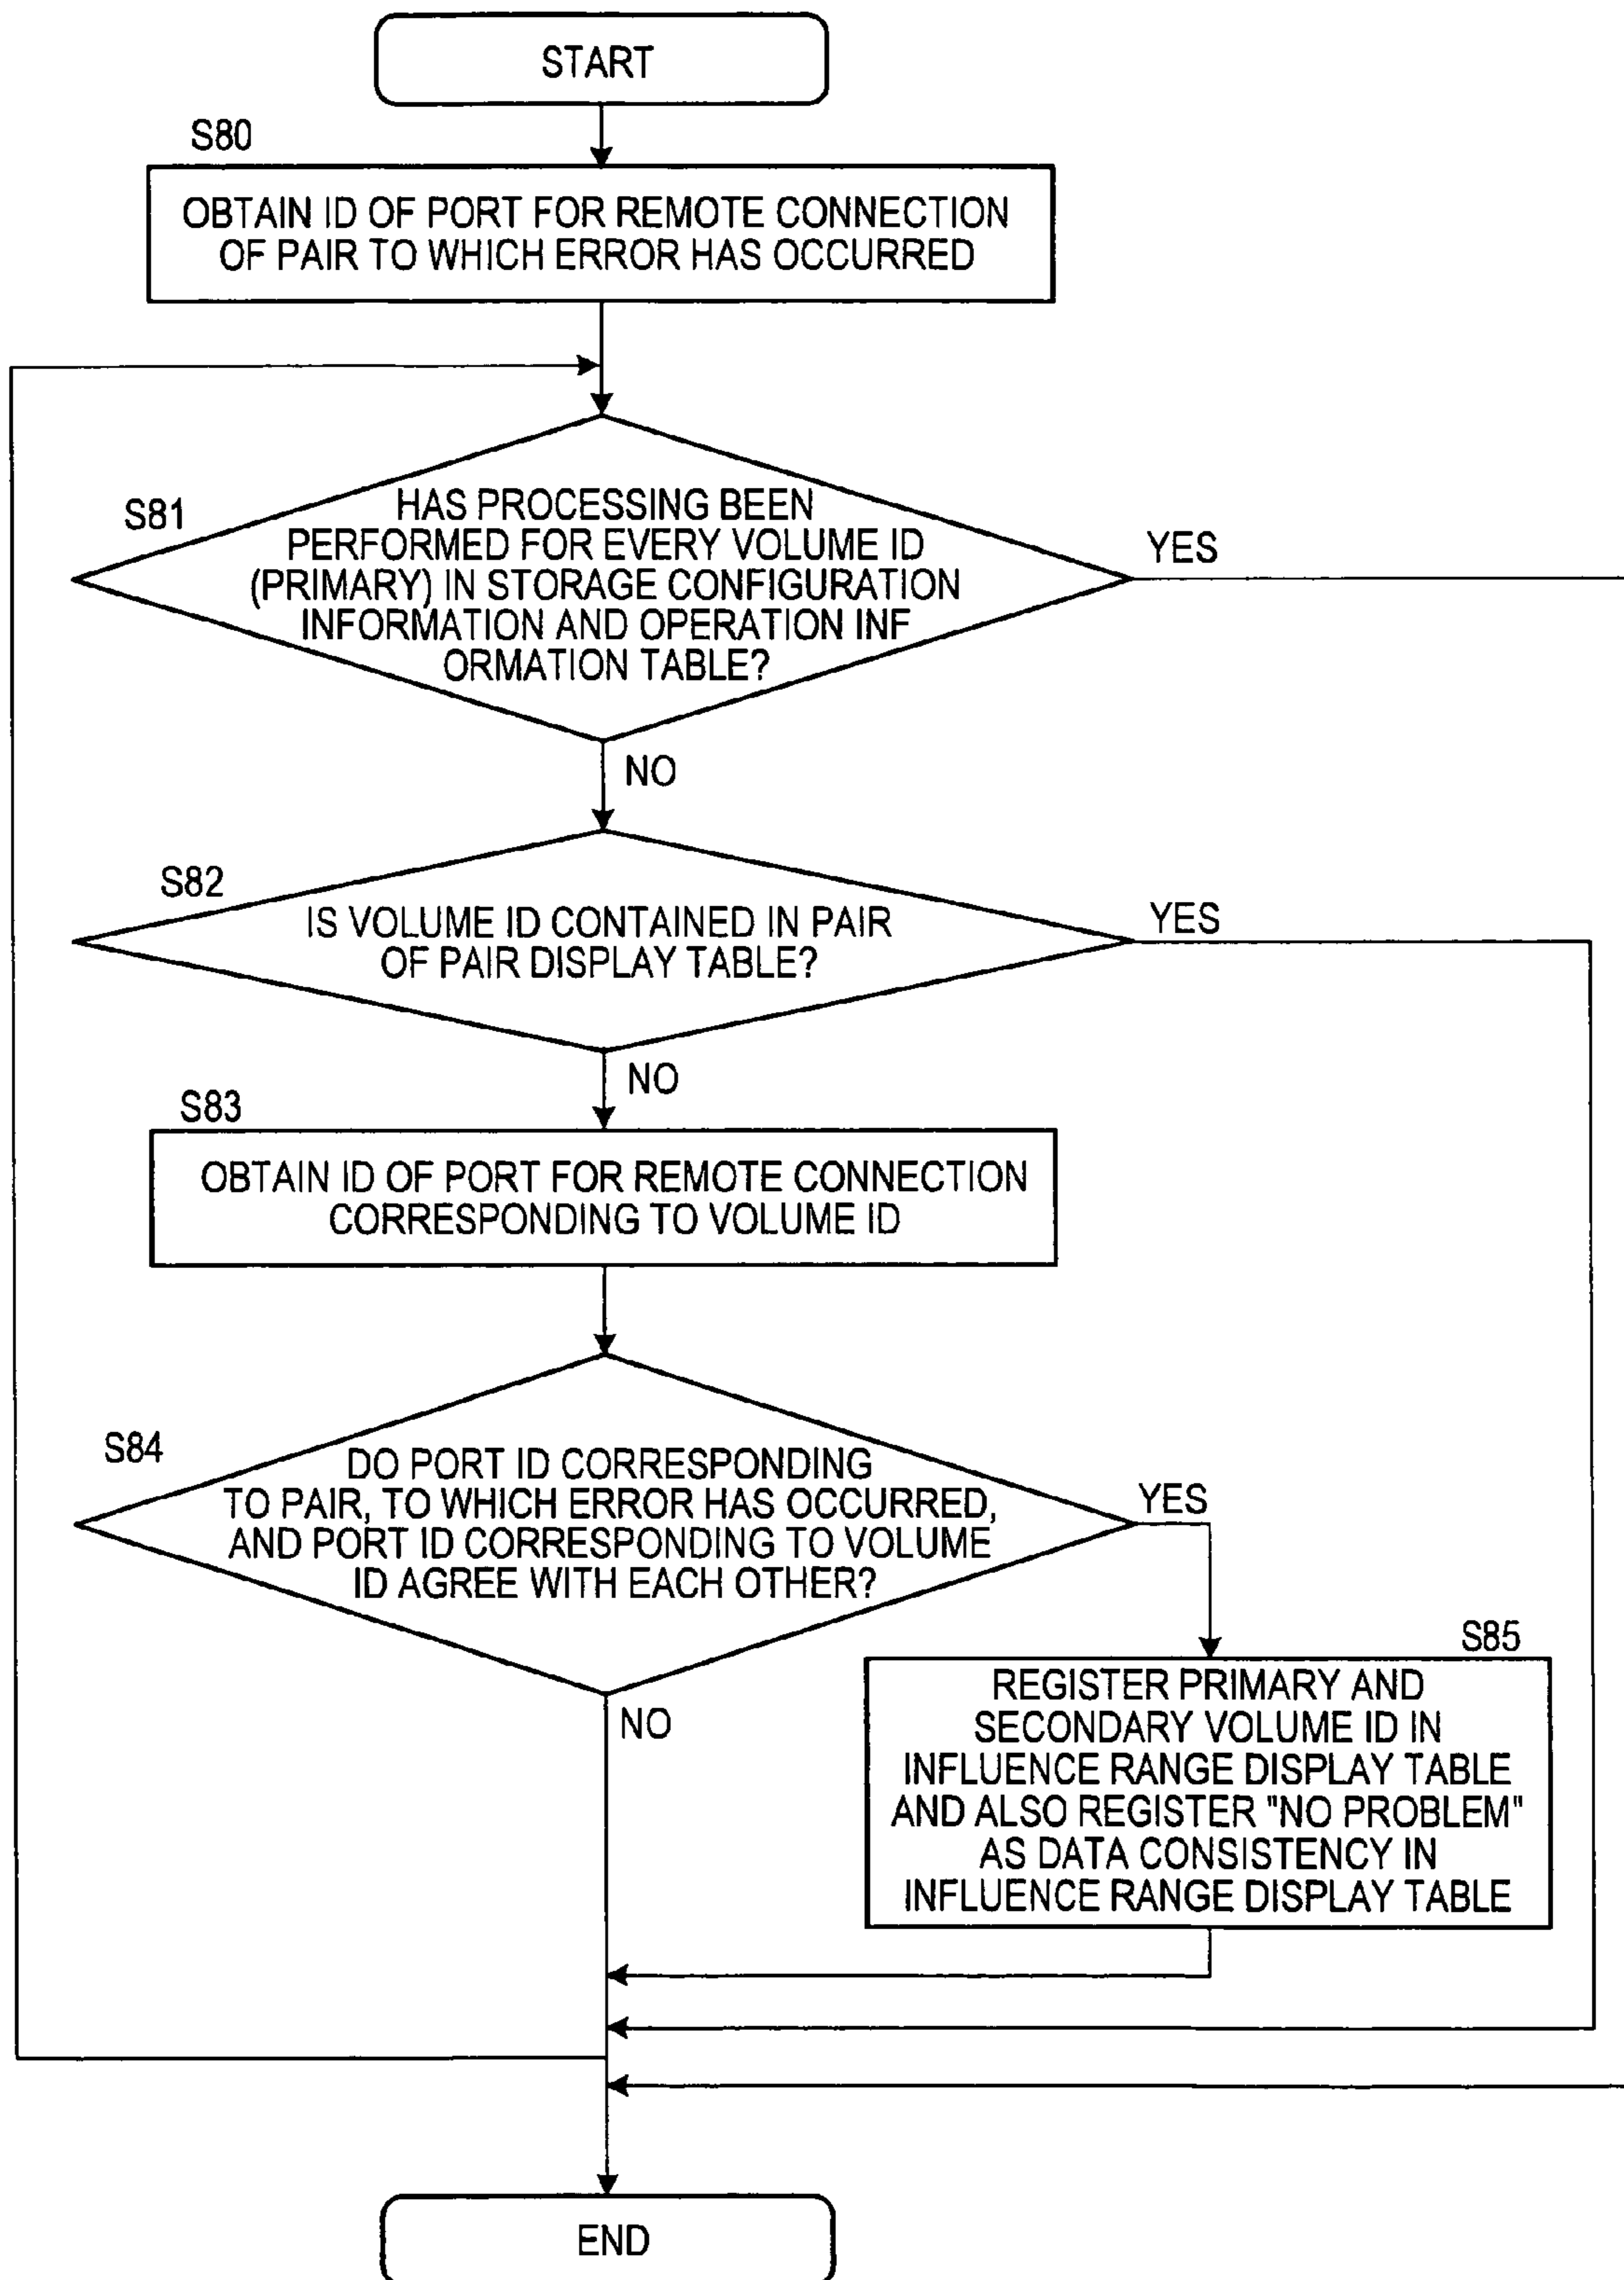 START
S80
OBTAIN ID OF PORT FOR REMOTE CONNECTION
OF PAIR TO WHICH ERROR HAS OCCURRED
S81
HAS PROCESSING BEEN
PERFORMED FOR EVERY VOLUME ID
(PRIMARY) IN STORAGE CONFIGURATION
INFORMATION AND OPERATION INF
ORMATION TABLE?
YES
NO
S82
IS VOLUME ID CONTAINED IN PAIR
OF PAIR DISPLAY TABLE?
YES
NO
S83
OBTAIN ID OF PORT FOR REMOTE CONNECTION
CORRESPONDING TO VOLUME ID
S84
DO PORT ID CORRESPONDING
TO PAIR, TO WHICH ERROR HAS OCCURRED,
AND PORT ID CORRESPONDING TO VOLUME
ID AGREE WITH EACH OTHER?
YES
NO
S85
REGISTER PRIMARY AND
SECONDARY VOLUME ID IN
INFLUENCE RANGE DISPLAY TABLE
AND ALSO REGISTER "NO PROBLEM"
AS DATA CONSISTENCY IN
INFLUENCE RANGE DISPLAY TABLE
END